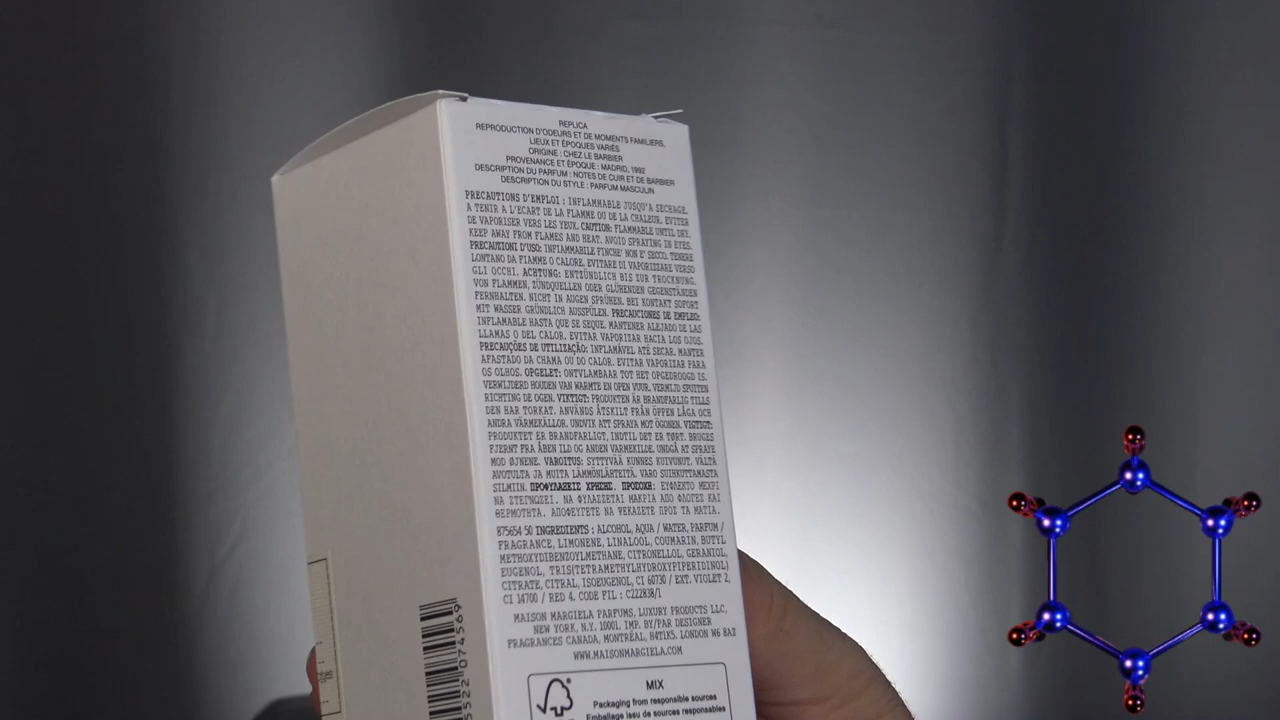 REPLICA
REPRODUCTION D'ODEURS ET DE MOMENTS FAMILIERS,
LIEUX ET ÉPOQUES VARIÉS
ORIGINE : CHEZ LE BARBIER
PROVENANCE ET ÉPOQUE : MADRID, 1992
DESCRIPTION DU PARFUM : NOTES DE CUIR ET DE BARBIER
DESCRIPTION DU STYLE : PARFUM MASCULIN
PRECAUTIONS D'EMPLOI : INFLAMMABLE JUSQU'A SECHAGE.
A TENIR A L'ECART DE LA FLAMME OU DE LA CHALEUR. EVITER
DE VAPORISER VERS LES YEUX. CAUTION: FLAMMABLE UNTIL DRY.
KEEP AWAY FROM FLAMES AND HEAT. AVOID SPRAYING IN EYES.
PRECAUZIONI D'USO: INFIAMMABILE FINCHE' NON E' SECCO. TENERE
LONTANO DA FIAMME O CALORE. EVITARE DI VAPORIZZARE VERSO
GLI OCCHI. ACHTUNG: ENTZÜNDLICH BIS ZUR TROCKNUNG.
VON FLAMMEN, ZÜNDQUELLEN ODER GLÜHENDEN GEGENSTÄNDEN
FERNHALTEN. NICHT IN AUGEN SPRÜHEN. BEI KONTAKT SOFORT
MIT WASSER GRÜNDLICH AUSSPÜLEN. PRECAUCIONES DE EMPLEO:
INFLAMABLE HASTA QUE SE SEQUE. MANTENER ALEJADO DE LAS
LLAMAS O DEL CALOR. EVITAR VAPORIZAR HACIA LOS OJOS.
PRECAUÇÕES DE UTILIZAÇÃO: INFLAMÁVEL ATÉ SECAR. MANTER
AFASTADO DA CHAMA OU DO CALOR. EVITAR VAPORIZAR PARA
OS OLHOS. OPGELET: ONTVLAMBAAR TOT HET OPGEDROOGD IS.
VERWIJDERD HOUDEN VAN WARMTE EN OPEN VUUR. VERMIJD SPUITEN
RICHTING DE OGEN. VIKTIGT: PRODUKTEN ÄR BRANDFARLIG TILLS
DEN HAR TORKAT. ANVÄNDS ÅTSKILT FRÅN ÖPPEN LÅGA OCH
ANDRA VÄRMEKÄLLOR. UNDVIK ATT SPRAYA MOT ÖGONEN. VIGTIGT:
PRODUKTET ER BRANDFARLIGT, INDTIL DET ER TØRT. BRUGES
FJERNT FRA ÅBEN ILD OG ANDEN VARMEKILDE. UNDGÅ AT SPRAYE
MOD ØJNENE. VAROITUS: SYTTYVÄÄ KUNNES KUIVUNUT. VÄLTÄ
AVOTULTA JA MUITA LÄMMÖNLÄHTEITÄ. VARO SUIHKUTTAMASTA
SILMIIN. ΠΡΟΦΥΛΑΞΕΙΣ ΧΡΗΣΗΣ. ΠΡΟΣΟΧΗ: ΕΥΦΛΕΚΤΟ ΜΕΧΡΙ
ΝΑ ΣΤΕΓΝΩΣΕΙ. ΝΑ ΦΥΛΑΣΣΕΤΑΙ ΜΑΚΡΙΑ ΑΠΟ ΦΛΟΓΕΣ ΚΑΙ
ΘΕΡΜΟΤΗΤΑ. ΑΠΟΦΕΥΓΕΤΕ ΝΑ ΨΕΚΑΖΕΤΕ ΠΡΟΣ ΤΑ ΜΑΤΙΑ.
875654 50 INGREDIENTS : ALCOHOL, AQUA / WATER, PARFUM /
FRAGRANCE, LIMONENE, LINALOOL, COUMARIN, BUTYL
METHOXYDIBENZOYLMETHANE, CITRONELLOL, GERANIOL,
EUGENOL, TRIS(TETRAMETHYLHYDROXYPIPERIDINOL)
CITRATE, CITRAL, ISOEUGENOL, CI 60730 / EXT. VIOLET 2,
CI 14700 / RED 4. CODE FIL : C222838/1
MAISON MARGIELA PARFUMS, LUXURY PRODUCTS LLC,
NEW YORK, N.Y. 10001. IMP. BY/PAR DESIGNER
FRAGRANCES CANADA, MONTRÉAL, H4T1K5. LONDON W6 8AZ
WWW.MAISONMARGIELA.COM
MIX
Packaging from responsible sources
Emballage issu de sources responsables
5522 074569